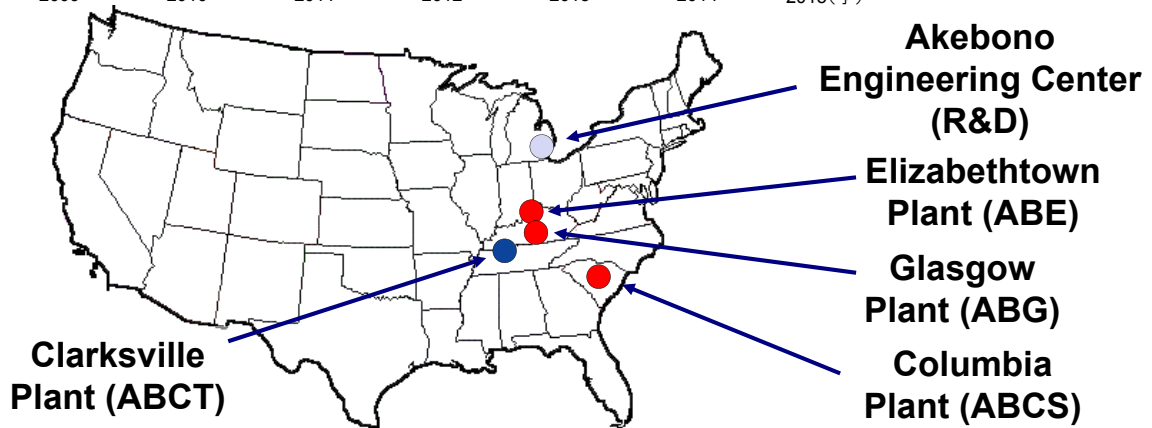 Akebono
Engineering Center
(R&D)
Elizabethtown
Plant (ABE)
Glasgow
Plant (ABG)
Columbia
Plant (ABCS)
Clarksville
Plant (ABCT)